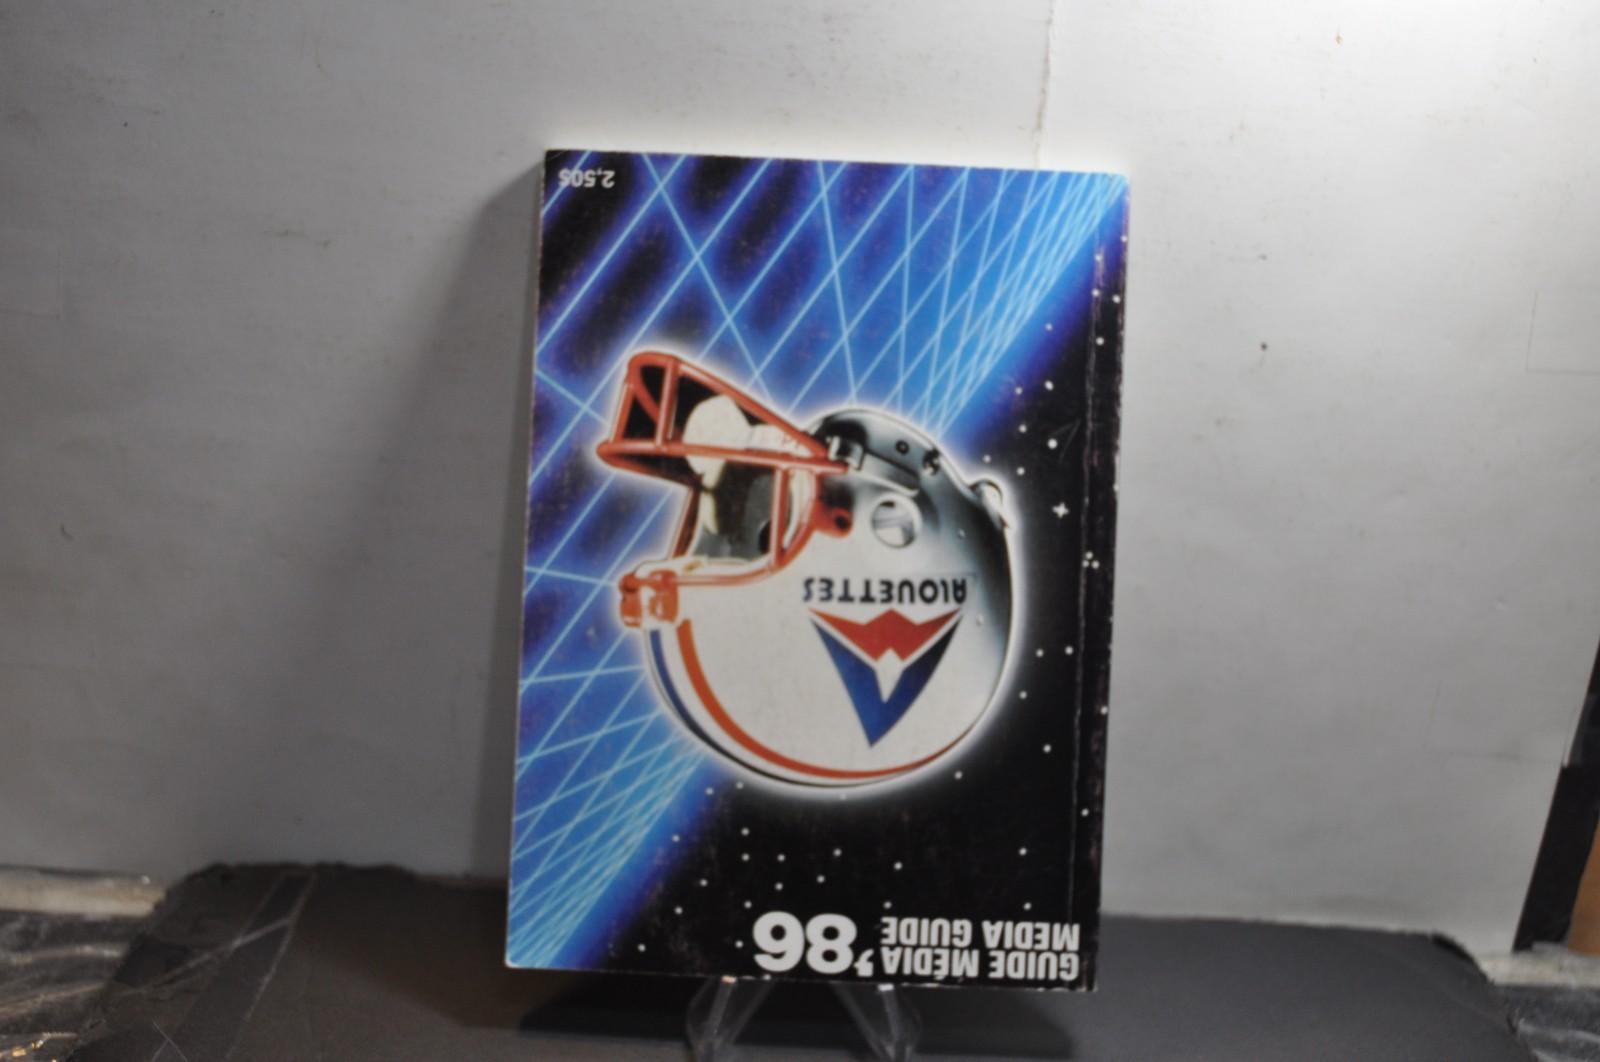 GUIDE MÉDIA '86
MEDIA GUIDE
ALOUETTES
2,50$